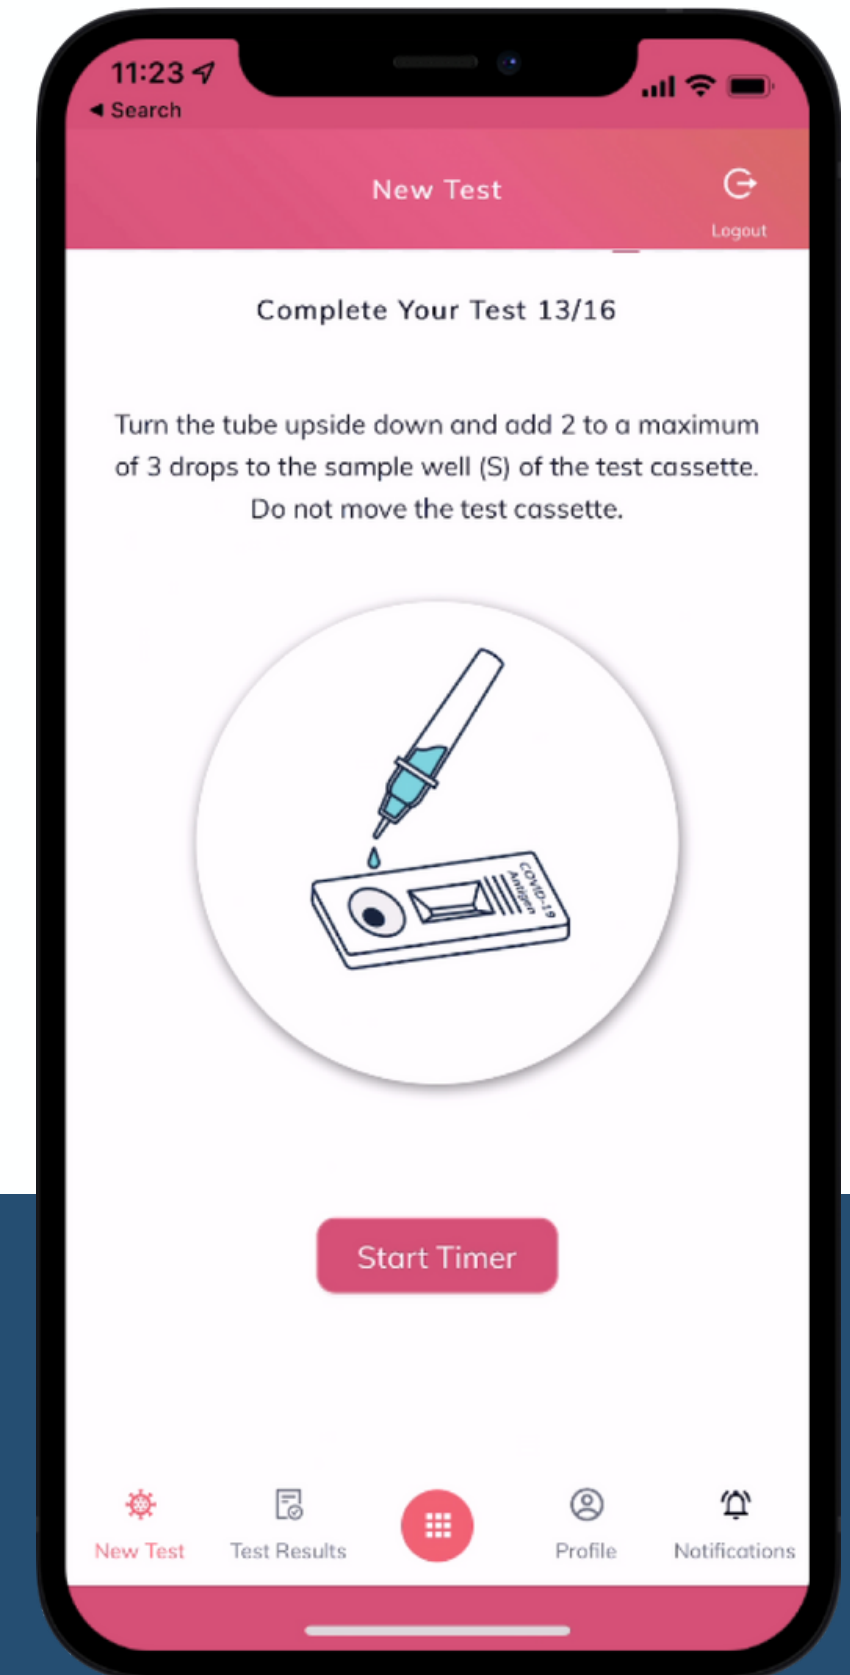 11:23
Search
New Test
Logout
Complete Your Test 13/16
Turn the tube upside down and add 2 to a maximum
of 3 drops to the sample well (S) of the test cassette.
Do not move the test cassette.
COVID-19
Antigen
Start Timer
New Test
Test Results
Profile
Notifications